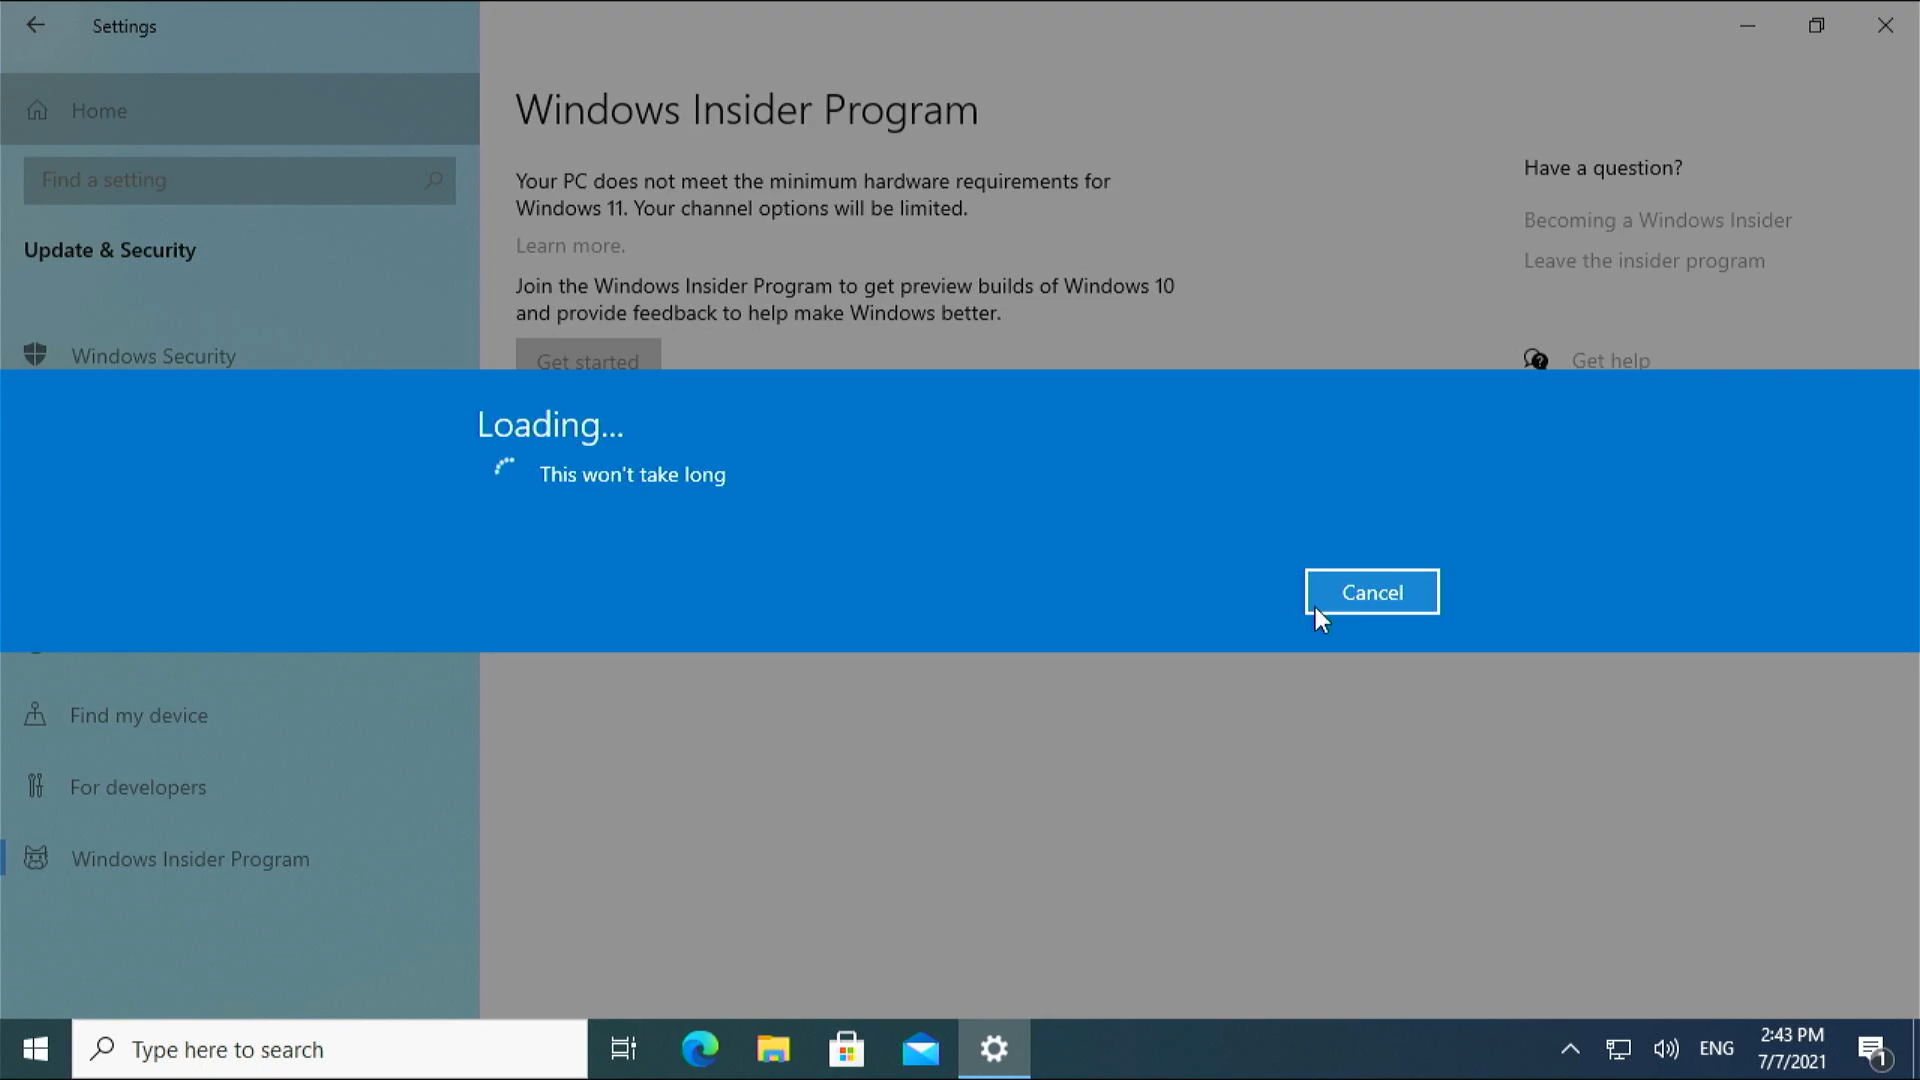 Settings
Home
Find a setting
Update & Security
Windows Security
Find my device
For developers
Windows Insider Program
Windows Insider Program
Your PC does not meet the minimum hardware requirements for
Windows 11. Your channel options will be limited.
Learn more.
Join the Windows Insider Program to get preview builds of Windows 10
and provide feedback to help make Windows better.
Get started
Have a question?
Becoming a Windows Insider
Leave the insider program
Get help
Loading...
This won't take long
Cancel
Type here to search
ENG
2:43 PM
7/7/2021
1